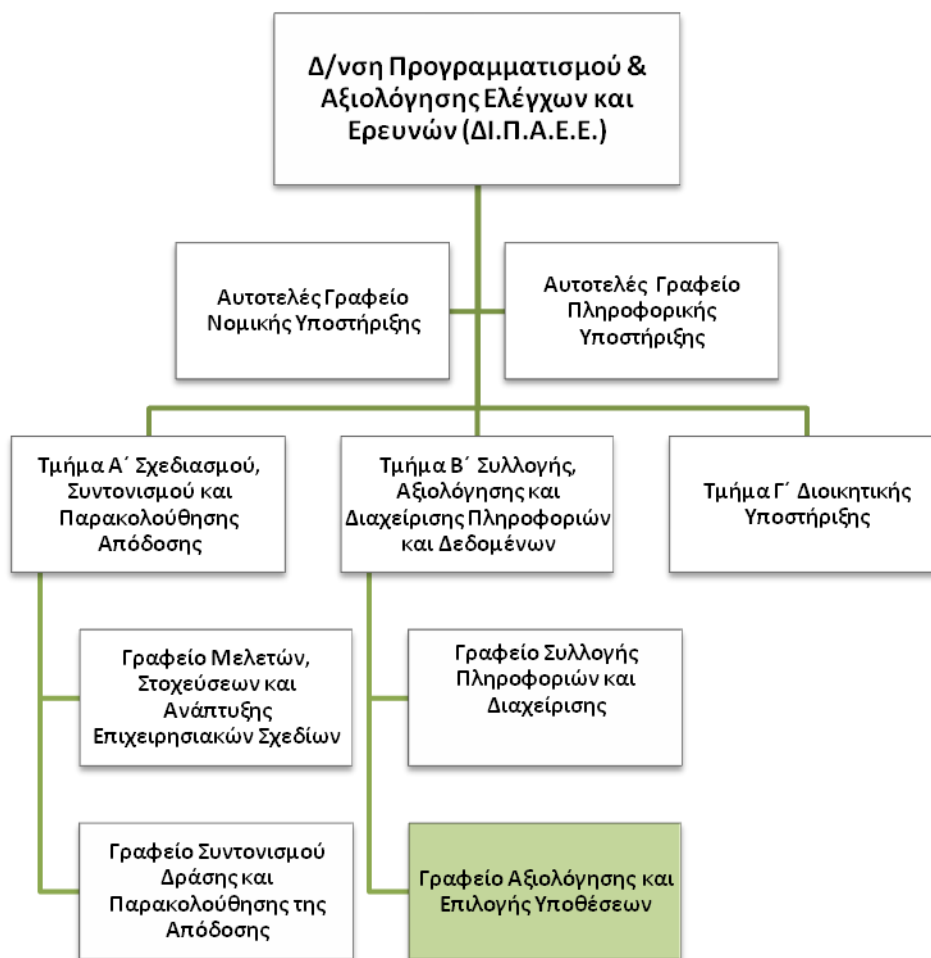 Δ/νση Προγραμματισμού &
Αξιολόγησης Ελέγχων και
Ερευνών (ΔΙ.Π.Α.Ε.Ε.)
Αυτοτελές Γραφείο
Νομικής Υποστήριξης
Αυτοτελές Γραφείο
Πληροφορικής
Υποστήριξης
Τμήμα Α΄ Σχεδιασμού,
Συντονισμού και
Παρακολούθησης
Απόδοσης
Τμήμα Β΄ Συλλογής,
Αξιολόγησης και
Διαχείρισης Πληροφοριών
και Δεδομένων
Τμήμα Γ΄ Διοικητικής
Υποστήριξης
Γραφείο Μελετών,
Στοχεύσεων και
Ανάπτυξης
Επιχειρησιακών Σχεδίων
Γραφείο Συλλογής
Πληροφοριών και
Διαχείρισης
Γραφείο Συντονισμού
Δράσης και
Παρακολούθησης της
Απόδοσης
Γραφείο Αξιολόγησης και
Επιλογής Υποθέσεων